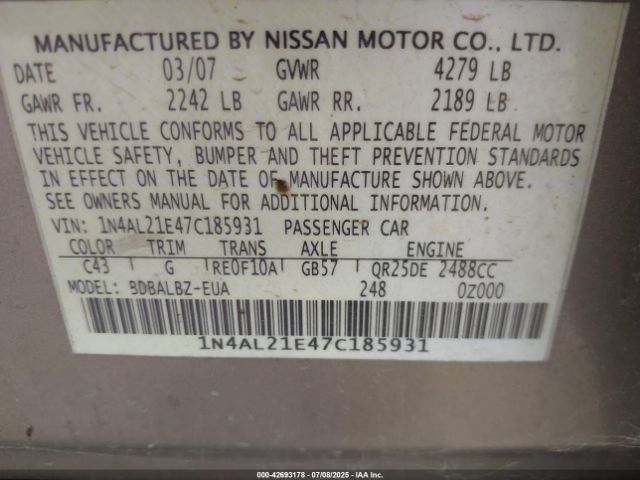 MANUFACTURED BY NISSAN MOTOR CO., LTD.
DATE 03/07 GVWR 4279 LB
GAWR FR. 2242 LB GAWR RR. 2189 LB
THIS VEHICLE CONFORMS TO ALL APPLICABLE FEDERAL MOTOR
VEHICLE SAFETY, BUMPER AND THEFT PREVENTION STANDARDS
IN EFFECT ON THE DATE OF MANUFACTURE SHOWN ABOVE.
SEE OWNERS MANUAL FOR ADDITIONAL INFORMATION.
VIN: 1N4AL21E47C185931 PASSENGER CAR
COLOR TRIM TRANS AXLE ENGINE
C43 G RE0F10A GB57 QR25DE 2488CC
MODEL: BDBALBZ-EUA 248 0Z000
1N4AL21E47C185931
000-42693178 - 07/08/2025 - IAA Inc.